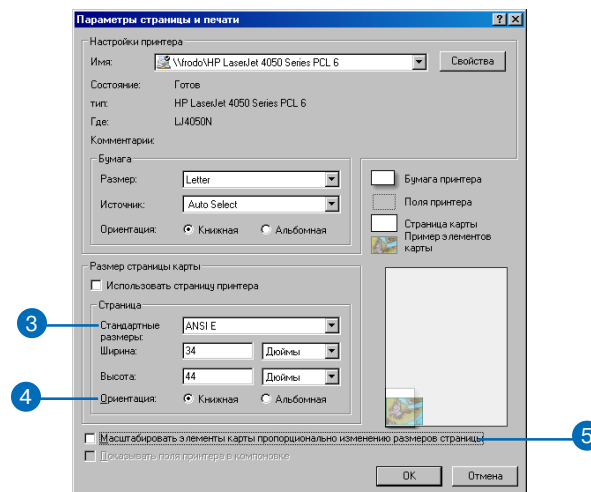 Параметры страницы и печати
Настройки принтера
Имя: \\frodo\HP LaserJet 4050 Series PCL 6 Свойства
Состояние: Готов
тип: HP LaserJet 4050 Series PCL 6
Где: LJ4050N
Комментарии:
Бумага
Размер: Letter
Источник: Auto Select
Ориентация: Книжная Альбомная
Бумага принтера
Поля принтера
Страница карты
Пример элементов
карты
Размер страницы карты
Использовать страницу принтера
Страница
3 Стандартные размеры: ANSI E
Ширина: 34 Дюймы
Высота: 44 Дюймы
4 Ориентация: Книжная Альбомная
Масштабировать элементы карты пропорционально изменению размеров страницы 5
Показывать поля принтера в компоновке
OK Отмена